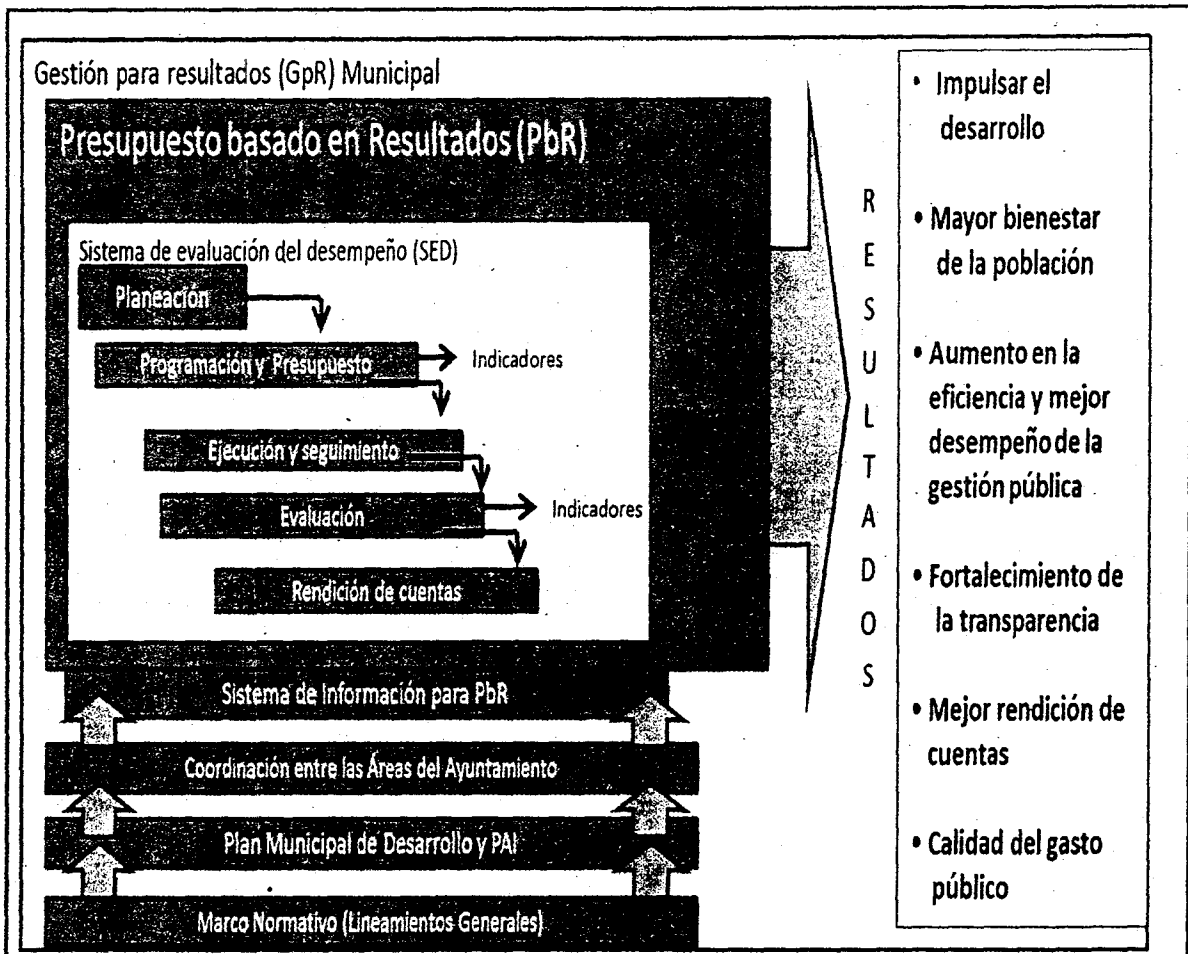 Gestión para resultados (GpR) Municipal
Presupuesto basado en Resultados (PbR)
Sistema de evaluación del desempeño (SED)
Planeación
Programación y Presupuesto
Indicadores
Ejecución y seguimiento
Evaluación
Indicadores
Rendición de cuentas
Sistema de Información para PbR
Coordinación entre las Áreas del Ayuntamiento
Plan Municipal de Desarrollo y PAI
Marco Normativo (Lineamientos Generales)
R
E
S
U
L
T
A
D
O
S
• Impulsar el
desarrollo
• Mayor bienestar
de la población
• Aumento en la
eficiencia y mejor
desempeño de la
gestión pública
• Fortalecimiento de
la transparencia
• Mejor rendición de
cuentas
• Calidad del gasto
público